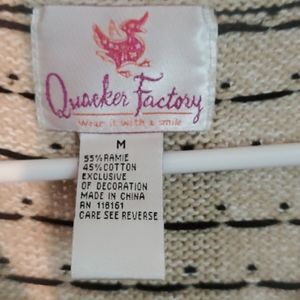 Quacker Factory
Wear it with a smile
M
55% RAMIE
45% COTTON
EXCLUSIVE
OF DECORATION
MADE IN CHINA
RN 116161
CARE SEE REVERSE